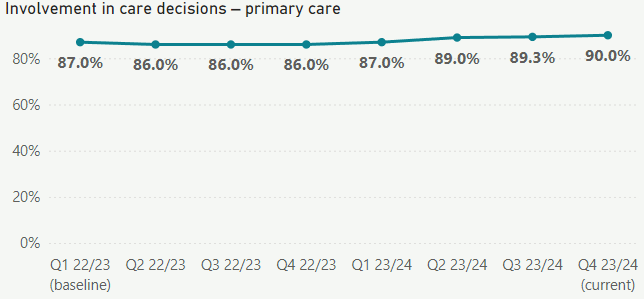 Involvement in care decisions – primary care
80%
60%
40%
20%
0%
87.0% 86.0% 86.0% 86.0% 87.0% 89.0% 89.3% 90.0%
Q1 22/23 Q2 22/23 Q3 22/23 Q4 22/23 Q1 23/24 Q2 23/24 Q3 23/24 Q4 23/24
(baseline) (current)